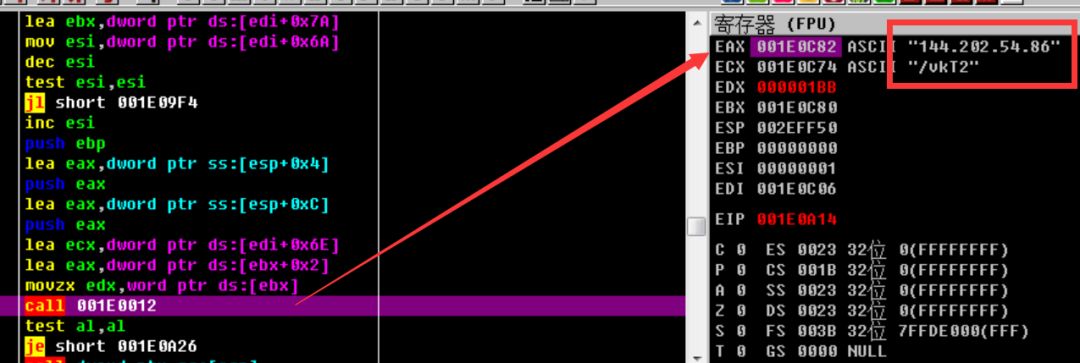 lea ebx,dword ptr ds:[edi+0x7A]
mov esi,dword ptr ds:[edi+0x6A]
dec esi
test esi,esi
jl short 001E09F4
inc esi
push ebp
lea eax,dword ptr ss:[esp+0x4]
push eax
lea eax,dword ptr ss:[esp+0xC]
push eax
lea ecx,dword ptr ds:[edi+0x6E]
lea eax,dword ptr ds:[ebx+0x2]
movzx edx,word ptr ds:[ebx]
call 001E0012
test al,al
je short 001E0A26
寄存器 (FPU)
EAX 001E0C82 ASCII "144.202.54.86"
ECX 001E0C74 ASCII "/vkT2"
EDX 000001BB
EBX 001E0C80
ESP 002EFF50
EBP 00000000
ESI 00000001
EDI 001E0C06
EIP 001E0A14
C 0 ES 0023 32位 0(FFFFFFFF)
P 0 CS 001B 32位 0(FFFFFFFF)
A 0 SS 0023 32位 0(FFFFFFFF)
Z 0 DS 0023 32位 0(FFFFFFFF)
S 0 FS 003B 32位 7FFDE000(FFF)
T 0 GS 0000 NULL